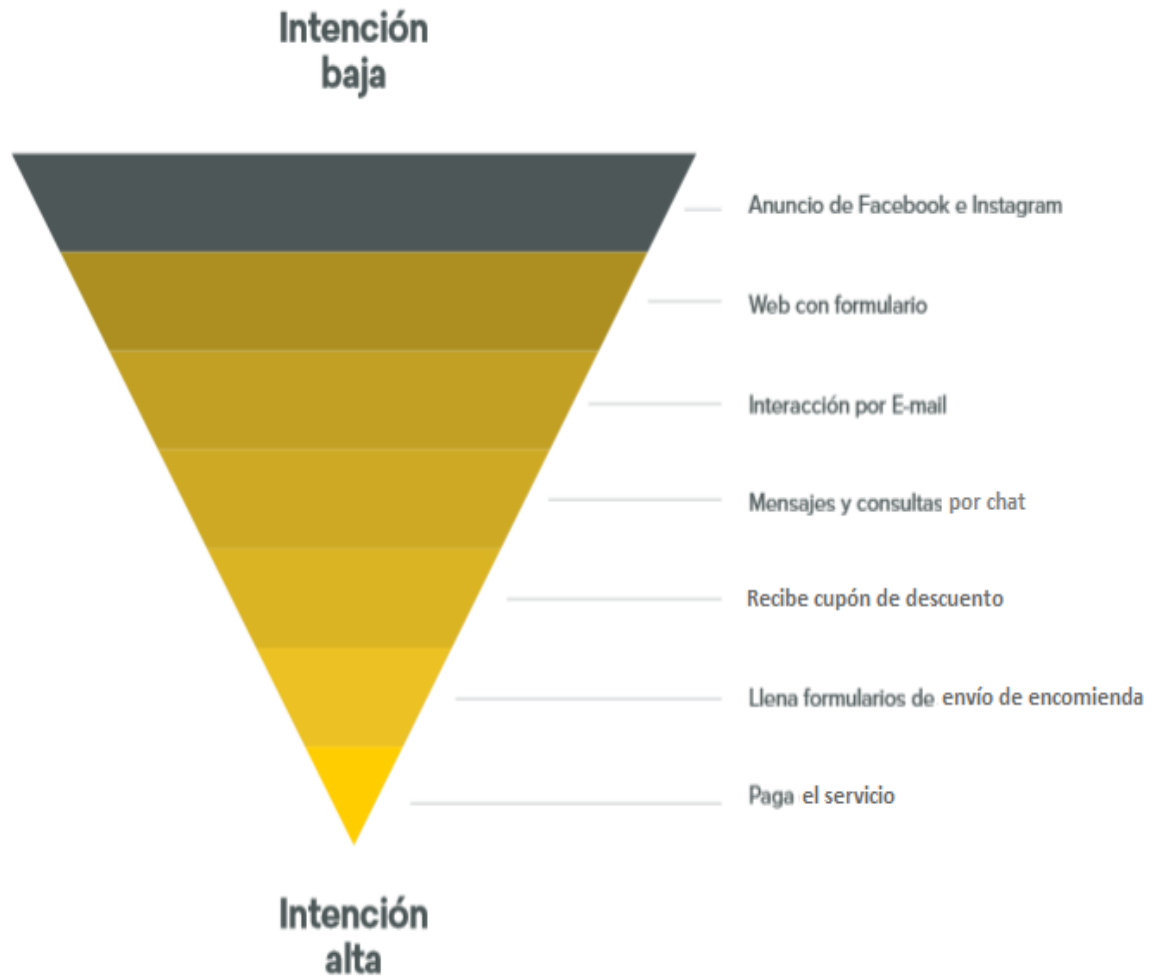 Intención
baja
Anuncio de Facebook e Instagram
Web con formulario
Interacción por E-mail
Mensajes y consultas por chat
Recibe cupón de descuento
Llena formularios de envío de encomienda
Paga el servicio
Intención
alta